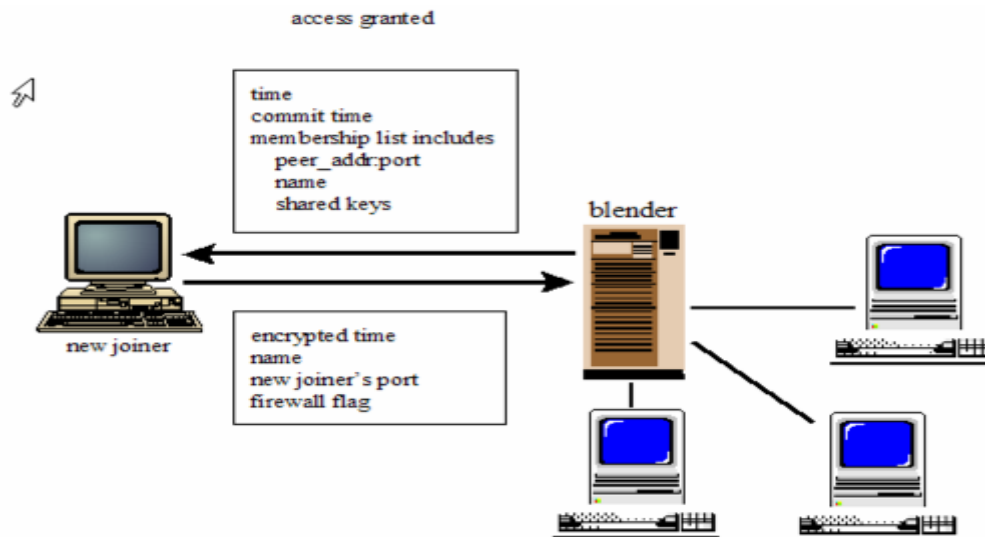 access granted
time
commit time
membership list includes
peer_addr:port
name
shared keys
blender
new joiner
encrypted time
name
new joiner's port
firewall flag